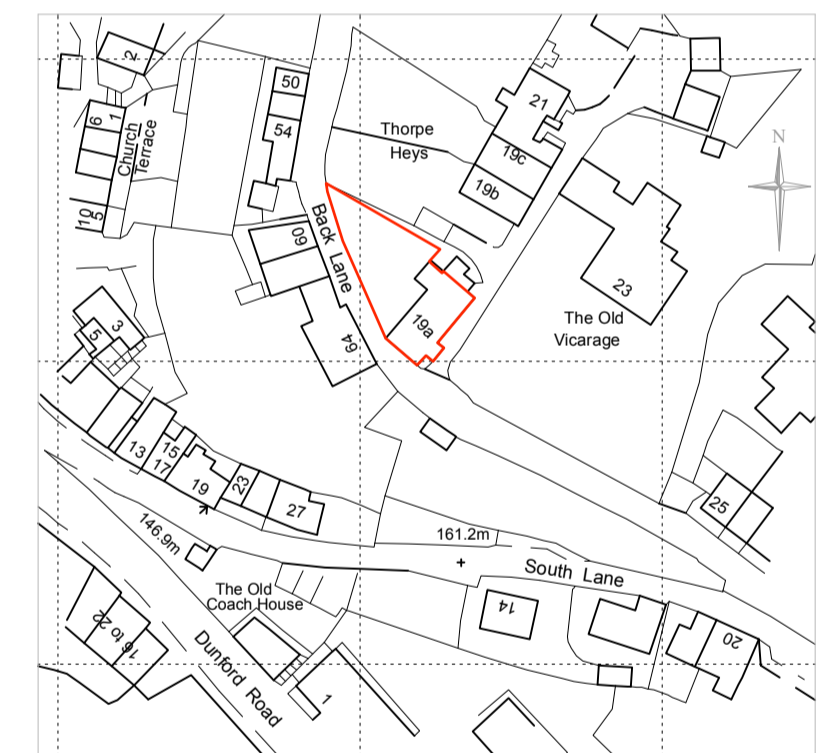 2
50
54
6
1
Church
Terrace
10
5
Thorpe
Heys
21
19c
19b
N
Back Lane
60
64
19a
23
The Old
Vicarage
3
5
13
15
17
19
23
27
25
146.9m
161.2m
South Lane
The Old
Coach House
14
20
16 to 22
Dunford Road
1